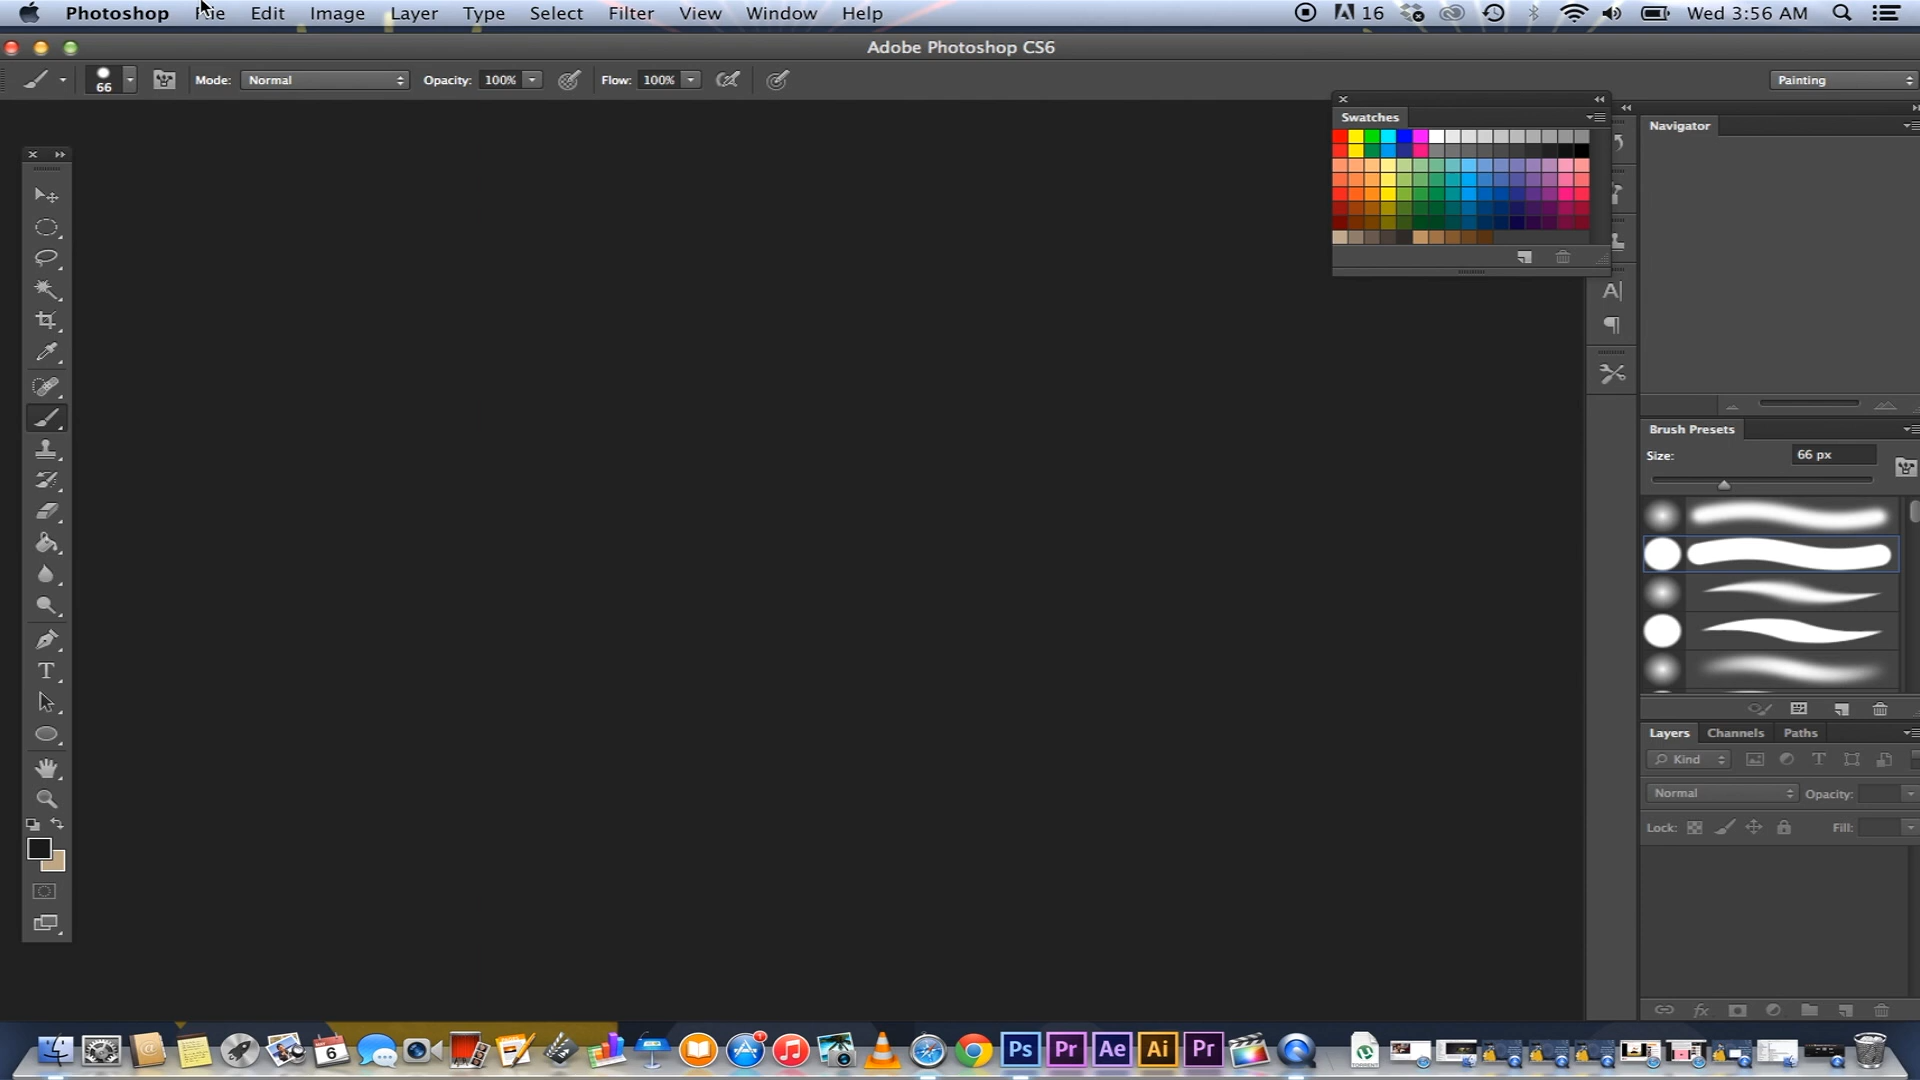 Photoshop File Edit Image Layer Type Select Filter View Window Help 16 Wed 3:56 AM
Adobe Photoshop CS6
66 Mode: Normal Opacity: 100% Flow: 100% Painting
Swatches
Navigator
A
Brush Presets
Size: 66 px
T
Layers Channels Paths
Kind T
Normal Opacity:
Lock: Fill:
fx
6 1 Ps Pr Ae Ai Pr